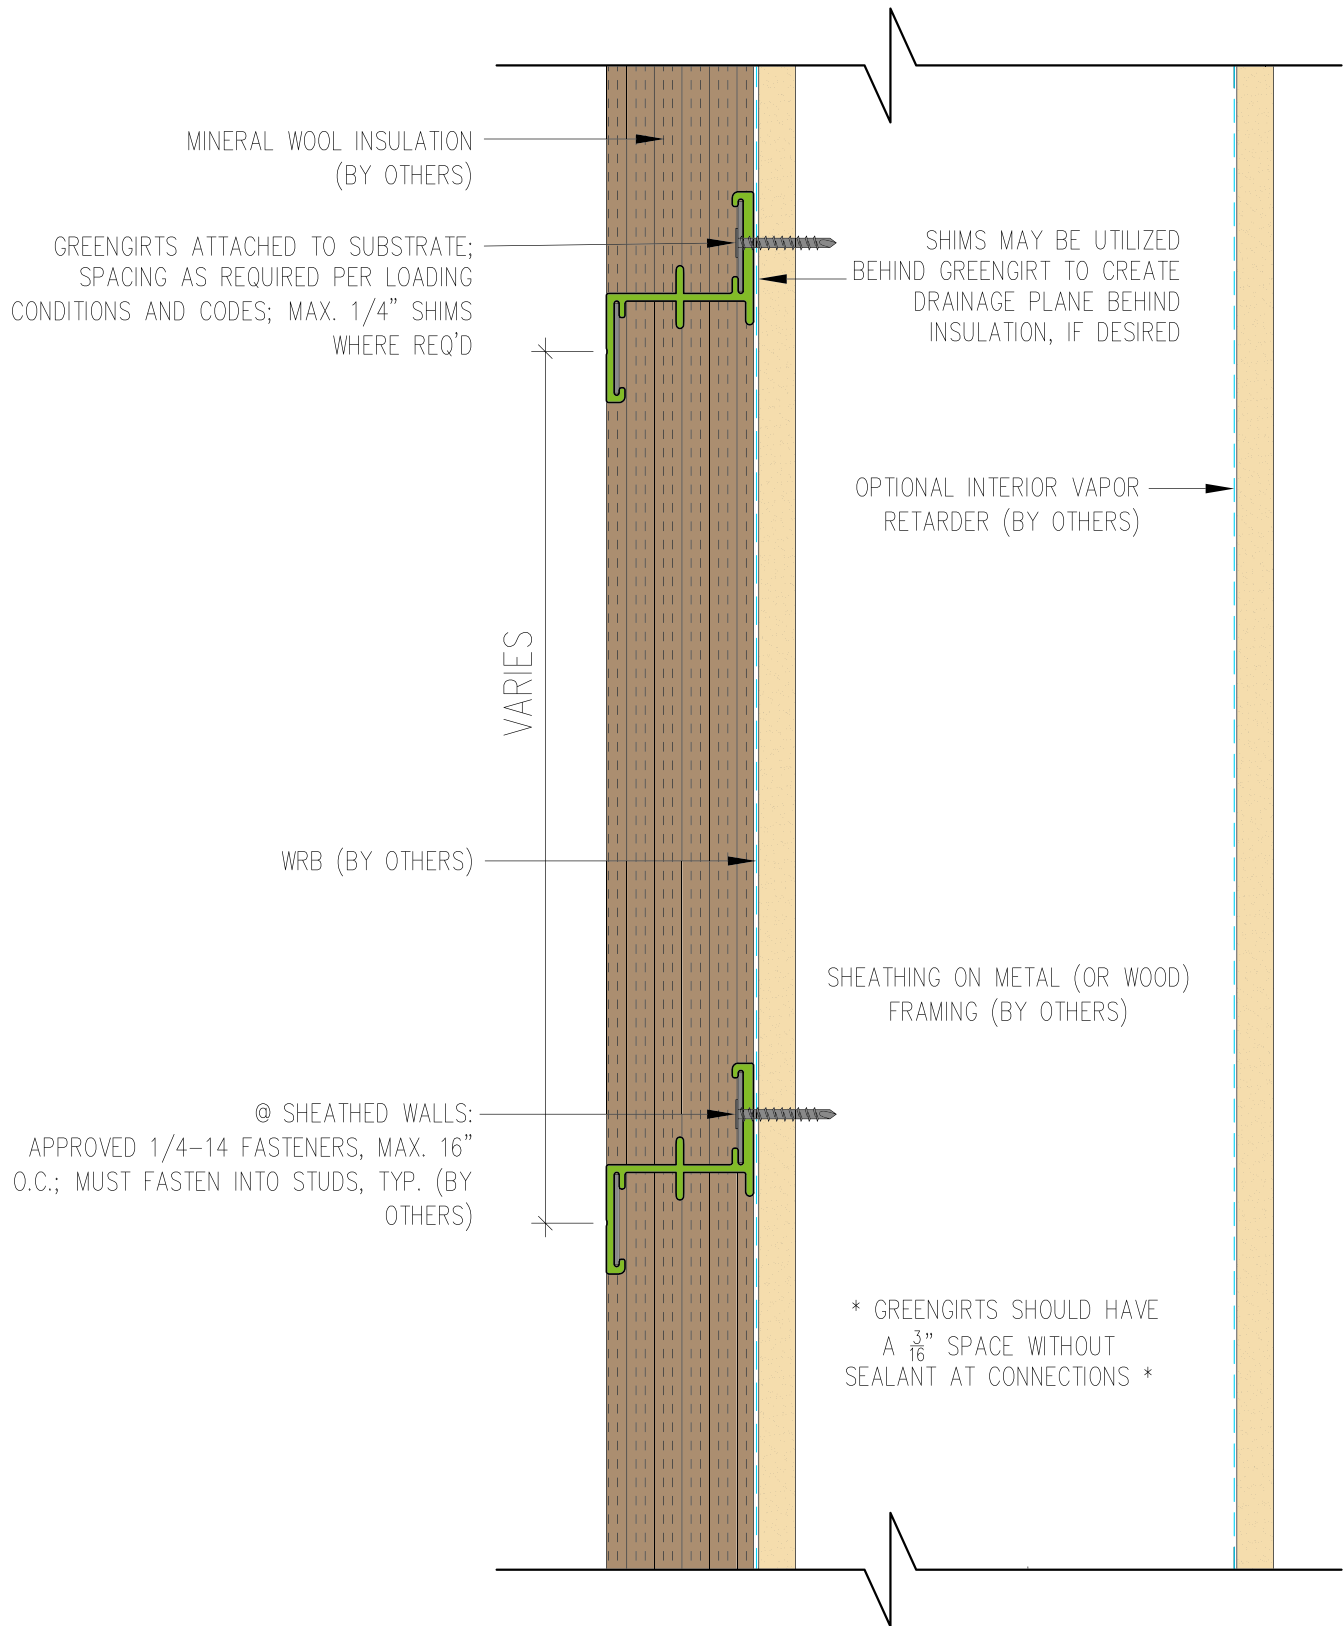 MINERAL WOOL INSULATION
(BY OTHERS)
GREENGIRTS ATTACHED TO SUBSTRATE;
SPACING AS REQUIRED PER LOADING
CONDITIONS AND CODES; MAX. 1/4" SHIMS
WHERE REQ'D
SHIMS MAY BE UTILIZED
BEHIND GREENGIRT TO CREATE
DRAINAGE PLANE BEHIND
INSULATION, IF DESIRED
OPTIONAL INTERIOR VAPOR
RETARDER (BY OTHERS)
VARIES
WRB (BY OTHERS)
SHEATHING ON METAL (OR WOOD)
FRAMING (BY OTHERS)
@ SHEATHED WALLS:
APPROVED 1/4-14 FASTENERS, MAX. 16"
O.C.; MUST FASTEN INTO STUDS, TYP. (BY
OTHERS)
* GREENGIRTS SHOULD HAVE
A 3/16" SPACE WITHOUT
SEALANT AT CONNECTIONS *